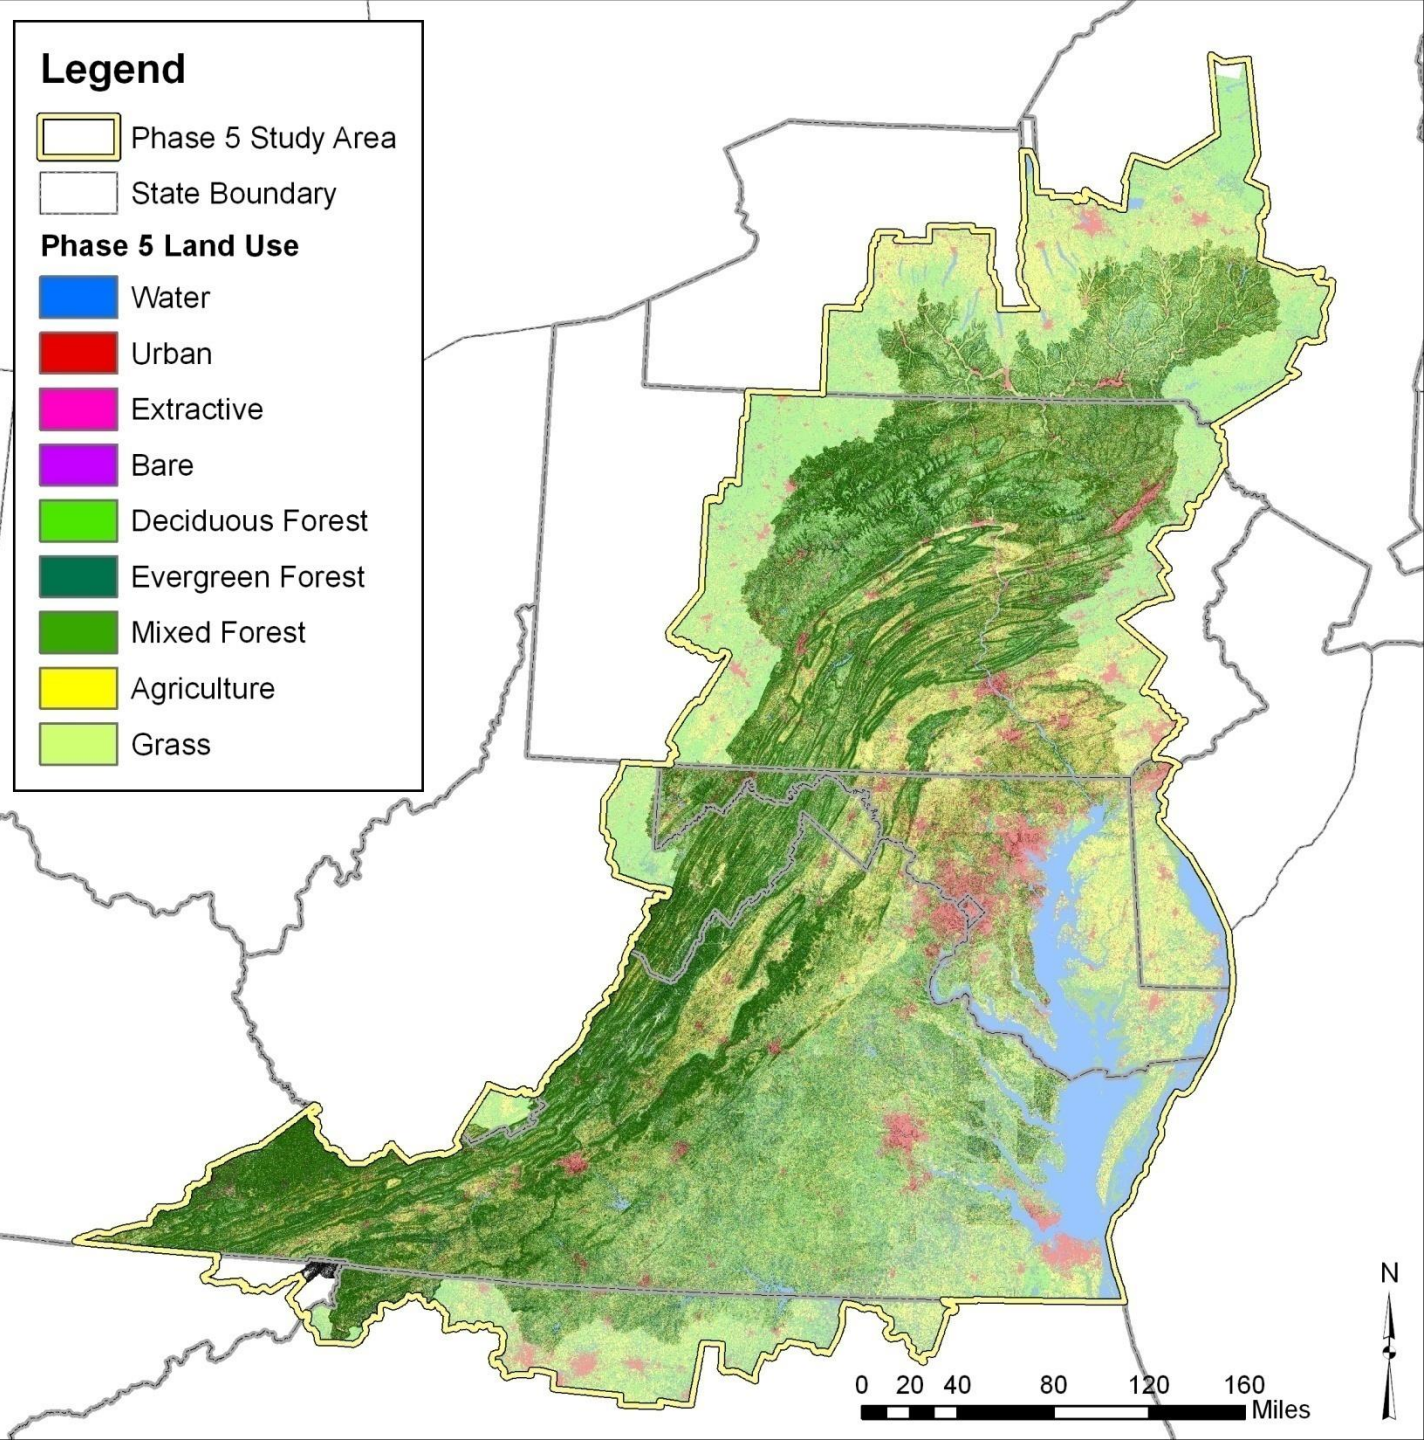 Legend
Phase 5 Study Area
State Boundary
Phase 5 Land Use
Water
Urban
Extractive
Bare
Deciduous Forest
Evergreen Forest
Mixed Forest
Agriculture
Grass
N
0 20 40 80 120 160
Miles